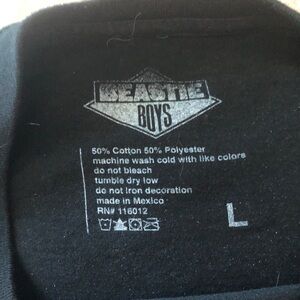 BEASTIE
BOYS
50% Cotton 50% Polyester
machine wash cold with like colors
do not bleach
tumble dry low
do not iron decoration
made in Mexico
RN# 116012
L